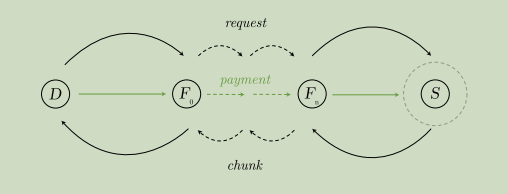 request
payment
D F₀ Fₙ S
chunk